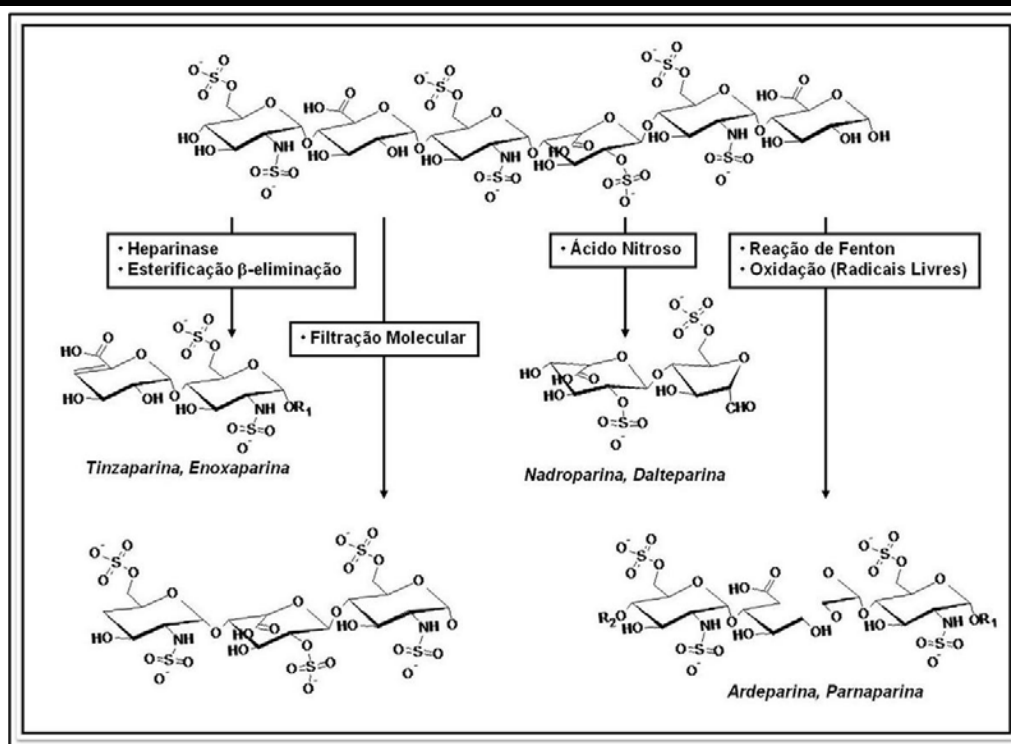 • Heparinase
• Esterificação β-eliminação
• Filtração Molecular
• Ácido Nitroso
• Reação de Fenton
• Oxidação (Radicais Livres)
Tinzaparina, Enoxaparina
Nadroparina, Dalteparina
Ardeparina, Parnaparina